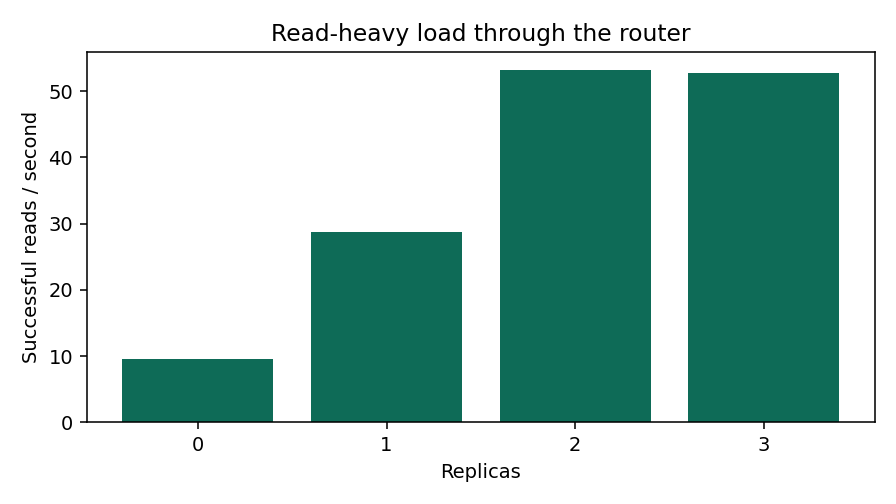 Read-heavy load through the router
Successful reads / second
50
40
30
20
10
0
0 1 2 3
Replicas